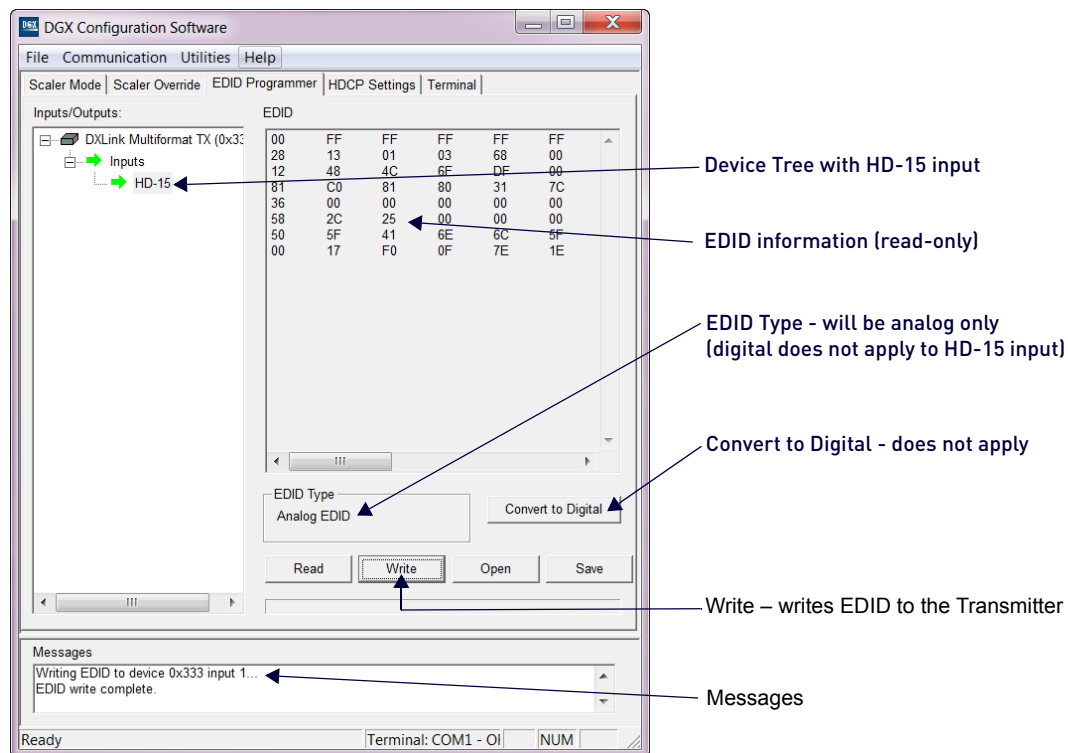 DGX DGX Configuration Software
File Communication Utilities Help
Scaler Mode Scaler Override EDID Programmer HDCP Settings Terminal
Inputs/Outputs:
DXLink Multiformat TX (0x33
Inputs
HD-15
EDID
00 FF FF FF FF FF
28 13 01 03 68 00
12 48 4C 6F DF 00
81 C0 81 80 31 7C
36 00 00 00 00 00
58 2C 25 00 00 00
50 5F 41 6E 6C 5F
00 17 F0 0F 7E 1E
EDID Type
Analog EDID
Convert to Digital
Read Write Open Save
Messages
Writing EDID to device 0x333 input 1...
EDID write complete.
Ready Terminal: COM1 - NUM
Device Tree with HD-15 input
EDID information (read-only)
EDID Type - will be analog only
(digital does not apply to HD-15 input)
Convert to Digital - does not apply
Write – writes EDID to the Transmitter
Messages